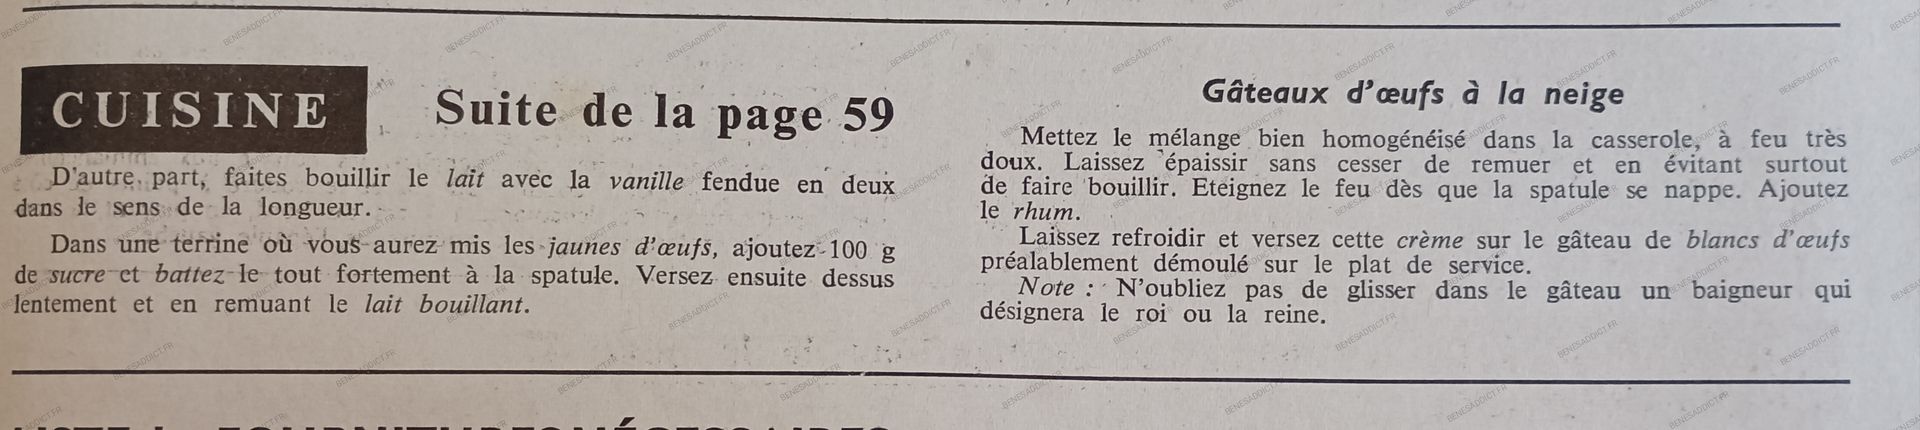 CUISINE
Suite de la page 59
D'autre part, faites bouillir le lait avec la vanille fendue en deux
dans le sens de la longueur.
Dans une terrine où vous aurez mis les jaunes d'œufs, ajoutez 100 g
de sucre et battez le tout fortement à la spatule. Versez ensuite dessus
lentement et en remuant le lait bouillant.
Gâteaux d'œufs à la neige
Mettez le mélange bien homogénéisé dans la casserole, à feu très
doux. Laissez épaissir sans cesser de remuer et en évitant surtout
de faire bouillir. Eteignez le feu dès que la spatule se nappe. Ajoutez
le rhum.
Laissez refroidir et versez cette crème sur le gâteau de blancs d'œufs
préalablement démoulé sur le plat de service.
Note : N'oubliez pas de glisser dans le gâteau un baigneur qui
désignera le roi ou la reine.
BENESADDICT.FR